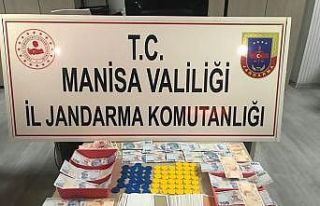 T.C.
MANİSA VALİLİĞİ
İL JANDARMA KOMUTANLIĞI